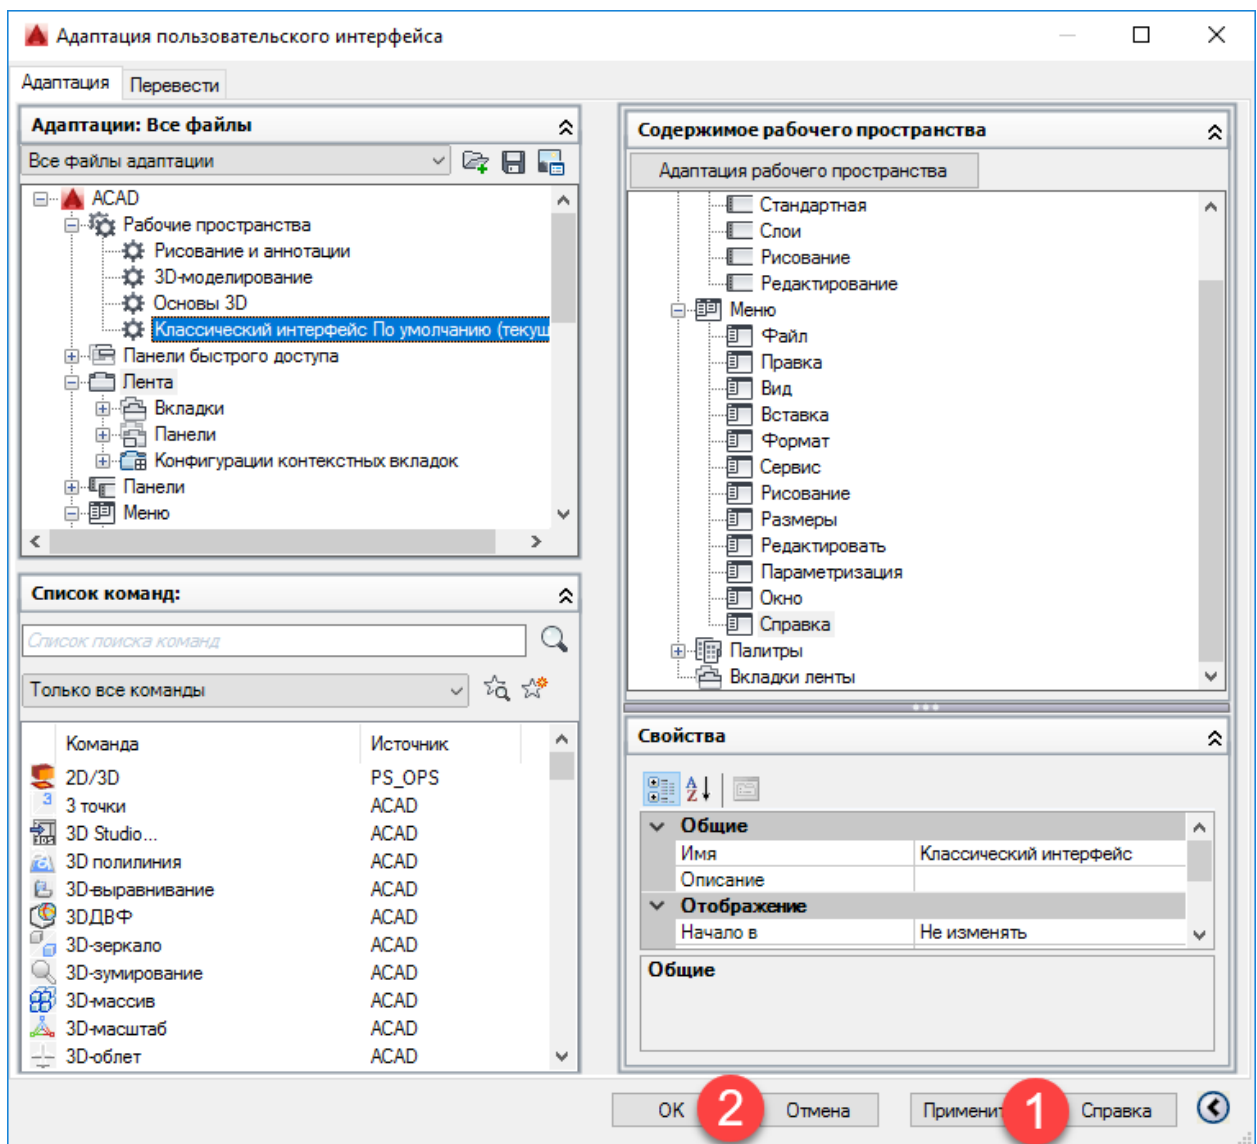 Адаптация пользовательского интерфейса
Адаптация Перевести
Адаптации: Все файлы
Все файлы адаптации
ACAD
Рабочие пространства
Рисование и аннотации
3D-моделирование
Основы 3D
Классический интерфейс По умолчанию (текущ
Панели быстрого доступа
Лента
Вкладки
Панели
Конфигурации контекстных вкладок
Панели
Меню
Список команд:
Список поиска команд
Только все команды
Команда Источник
2D/3D PS_OPS
3 точки ACAD
3D Studio... ACAD
3D полилиния ACAD
3D-выравнивание ACAD
3DДВФ ACAD
3D-зеркало ACAD
3D-зумирование ACAD
3D-массив ACAD
3D-масштаб ACAD
3D-облет ACAD
Содержимое рабочего пространства
Адаптация рабочего пространства
Стандартная
Слои
Рисование
Редактирование
Меню
Файл
Правка
Вид
Вставка
Формат
Сервис
Рисование
Размеры
Редактировать
Параметризация
Окно
Справка
Палитры
Вкладки ленты
Свойства
Общие
Имя Классический интерфейс
Описание
Отображение
Начало в Не изменять
Общие
OK 2 Отмена Применит 1 Справка